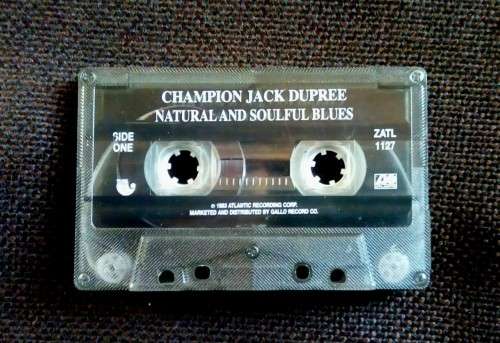 CHAMPION JACK DUPREE
NATURAL AND SOULFUL BLUES
SIDE
ONE
ZATL
1127
℗ 1993 ATLANTIC RECORDING CORP.
MARKETED AND DISTRIBUTED BY GALLO RECORD CO.